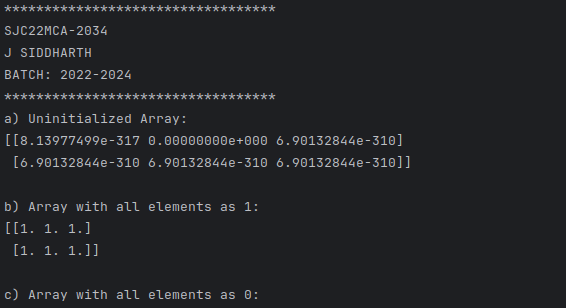 **********************************
SJC22MCA-2034
J SIDDHARTH
BATCH: 2022-2024
**********************************
a) Uninitialized Array:
[[8.13977499e-317 0.00000000e+000 6.90132844e-310]
 [6.90132844e-310 6.90132844e-310 6.90132844e-310]]
b) Array with all elements as 1:
[[1. 1. 1.]
 [1. 1. 1.]]
c) Array with all elements as 0: